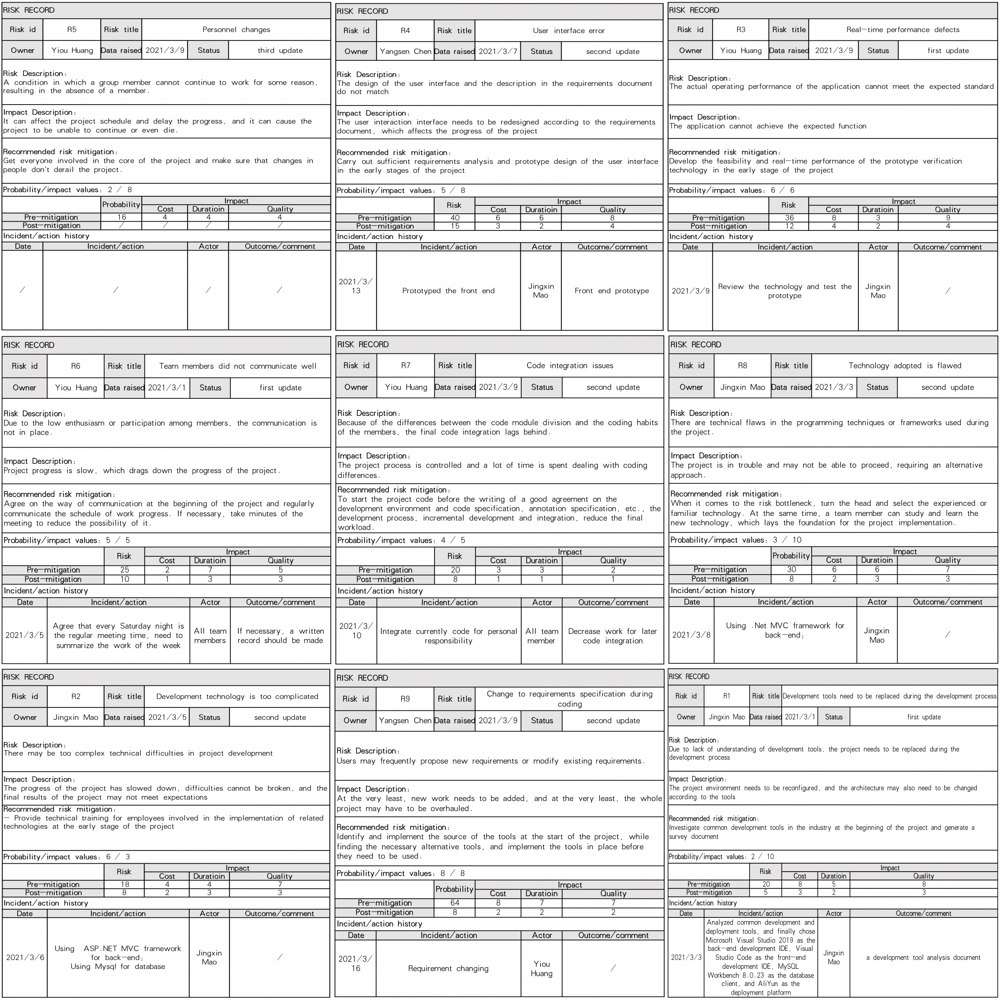 RISK RECORD
Risk id R5 Risk title Personnel changes
Owner Yiou Huang Data raised 2021/3/9 Status third update
Risk Description:
A condition in which a group member cannot continue to work for some reason,
resulting in the absence of a member.
Impact Description:
It can affect the project schedule and delay the progress, and it can cause the
project to be unable to continue or even die.
Recommended risk mitigation:
Get everyone involved in the core of the project and make sure that changes in
people don't derail the project.
Probability/impact values: 2 / 8
Probability Impact
Cost Duratioin Quality
Pre-mitigation 16 4 4 4
Post-mitigation / / / /
Incident/action history
Date Incident/action Actor Outcome/comment
/ / / /
RISK RECORD
Risk id R4 Risk title User interface error
Owner Yangsen Chen Data raised 2021/3/7 Status second update
Risk Description:
The design of the user interface and the description in the requirements document
do not match
Impact Description:
The user interaction interface needs to be redesigned according to the requirements
document, which affects the progress of the project
Recommended risk mitigation:
Carry out sufficient requirements analysis and prototype design of the user interface
in the early stages of the project
Probability/impact values: 5 / 8
Risk Impact
Cost Duratioin Quality
Pre-mitigation 40 6 6 8
Post-mitigation 15 3 2 4
Incident/action history
Date Incident/action Actor Outcome/comment
2021/3/
13 Prototyped the front end Jingxin
Mao Front end prototype
RISK RECORD
Risk id R3 Risk title Real-time performance defects
Owner Yiou Huang Data raised 2021/3/9 Status first update
Risk Description:
The actual operating performance of the application cannot meet the expected standard
Impact Description:
The application cannot achieve the expected function
Recommended risk mitigation:
Develop the feasibility and real-time performance of the prototype verification
technology in the early stage of the project
Probability/impact values: 6 / 6
Risk Impact
Cost Duratioin Quality
Pre-mitigation 36 8 3 9
Post-mitigation 12 4 2 4
Incident/action history
Date Incident/action Actor Outcome/comment
2021/3/9 Review the technology and test the
prototype Jingxin
Mao /
RISK RECORD
Risk id R6 Risk title Team members did not communicate well
Owner Yiou Huang Data raised 2021/3/1 Status first update
Risk Description:
Due to the low enthusiasm or participation among members, the communication is
not in place.
Impact Description:
Project progress is slow, which drags down the progress of the project.
Recommended risk mitigation:
Agree on the way of communication at the beginning of the project and regularly
communicate the schedule of work progress. If necessary, take minutes of the
meeting to reduce the possibility of it.
Probability/impact values: 5 / 5
Risk Impact
Cost Duratioin Quality
Pre-mitigation 25 2 7 5
Post-mitigation 10 1 3 3
Incident/action history
Date Incident/action Actor Outcome/comment
2021/3/5 Agree that every Saturday night is
the regular meeting time, need to
summarize the work of the week
All team
members
If necessary, a written
record should be made
RISK RECORD
Risk id R7 Risk title Code integration issues
Owner Yiou Huang Data raised 2021/3/9 Status second update
Risk Description:
Because of the differences between the code module division and the coding habits
of the members, the final code integration lags behind.
Impact Description:
The project process is controlled and a lot of time is spent dealing with coding
differences.
Recommended risk mitigation:
To start the project code before the writing of a good agreement on the
development environment and code specification, annotation specification, etc., the
development process, incremental development and integration, reduce the final
workload.
Probability/impact values: 4 / 5
Risk Impact
Cost Duratioin Quality
Pre-mitigation 20 3 3 2
Post-mitigation 8 1 1 1
Incident/action history
Date Incident/action Actor Outcome/comment
2021/3/
10
Integrate currently code for personal
responsibility
All team
member
Decrease work for later
code integration
RISK RECORD
Risk id R8 Risk title Technology adopted is flawed
Owner Jingxin Mao Data raised 2021/3/3 Status second update
Risk Description:
There are technical flaws in the programming techniques or frameworks used during
the project.
Impact Description:
The project is in trouble and may not be able to proceed, requiring an alternative
approach.
Recommended risk mitigation:
When it comes to the risk bottleneck, turn the head and select the experienced or
familiar technology. At the same time, a team member can study and learn the
new technology, which lays the foundation for the project implementation.
Probability/impact values: 3 / 10
Probability Impact
Cost Duratioin Quality
Pre-mitigation 30 6 6 7
Post-mitigation 8 2 3 3
Incident/action history
Date Incident/action Actor Outcome/comment
2021/3/8 Using .Net MVC framework for
back-end;
Jingxin
Mao /
RISK RECORD
Risk id R2 Risk title Development technology is too complicated
Owner Jingxin Mao Data raised 2021/3/5 Status second update
Risk Description:
There may be too complex technical difficulties in project development
Impact Description:
The progress of the project has slowed down, difficulties cannot be broken, and the
final results of the project may not meet expectations
Recommended risk mitigation:
- Provide technical training for employees involved in the implementation of related
technologies at the early stage of the project
Probability/impact values: 6 / 3
Risk Impact
Cost Duratioin Quality
Pre-mitigation 18 4 4 7
Post-mitigation 8 2 3 3
Incident/action history
Date Incident/action Actor Outcome/comment
2021/3/6 Using ASP.NET MVC framework
for back-end;
Using Mysql for database
Jingxin
Mao /
RISK RECORD
Risk id R9 Risk title Change to requirements specification during
coding
Owner Yangsen Chen Data raised 2021/3/9 Status second update
Risk Description:
Users may frequently propose new requirements or modify existing requirements.
Impact Description:
At the very least, new work needs to be added, and at the very least, the whole
project may have to be overhauled.
Recommended risk mitigation:
Identify and implement the source of the tools at the start of the project, while
finding the necessary alternative tools, and implement the tools in place before
they need to be used.
Probability/impact values: 8 / 8
Probability Impact
Cost Duratioin Quality
Pre-mitigation 64 8 7 7
Post-mitigation 8 2 2 2
Incident/action history
Date Incident/action Actor Outcome/comment
2021/3/
16 Requirement changing Yiou
Huang /
RISK RECORD
Risk id R1 Risk title Development tools need to be replaced during the development process
Owner Jingxin Mao Data raised 2021/3/1 Status first update
Risk Description:
Due to lack of understanding of development tools, the project needs to be replaced during the
development process
Impact Description:
The project environment needs to be reconfigured, and the architecture may also need to be changed
according to the tools
Recommended risk mitigation:
Investigate common development tools in the industry at the beginning of the project and generate a
survey document
Probability/impact values: 2 / 10
Risk Impact
Cost Duratioin Quality
Pre-mitigation 20 8 5 8
Post-mitigation 5 3 2 3
Incident/action history
Date Incident/action Actor Outcome/comment
2021/3/3
Analyzed common development and
deployment tools, and finally chose
Microsoft Visual Studio 2019 as the
back-end development IDE, Visual
Studio Code as the front-end
development IDE, MySQL
Workbench 8.0.23 as the database
client, and AliYun as the
deployment platform
Jingxin
Mao
a development tool analysis document